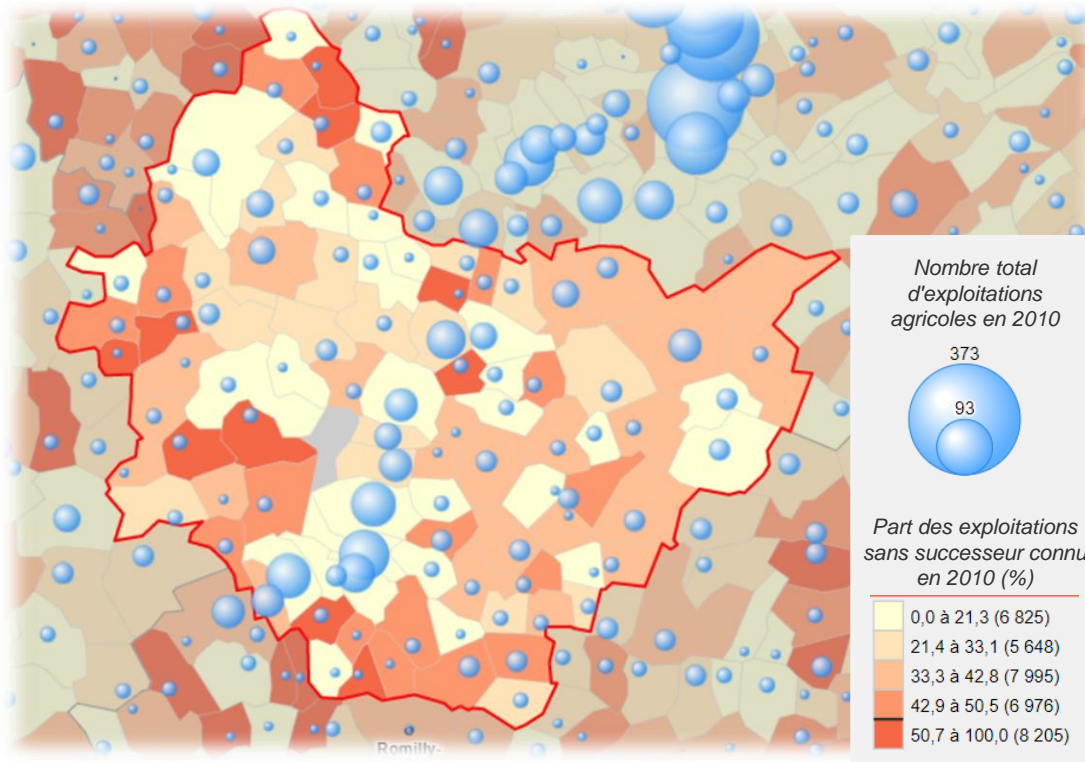 Nombre total
d'exploitations
agricoles en 2010
373
93
Part des exploitations
sans successeur connu
en 2010 (%)
0,0 à 21,3 (6 825)
21,4 à 33,1 (5 648)
33,3 à 42,8 (7 995)
42,9 à 50,5 (6 976)
50,7 à 100,0 (8 205)
Romilly-